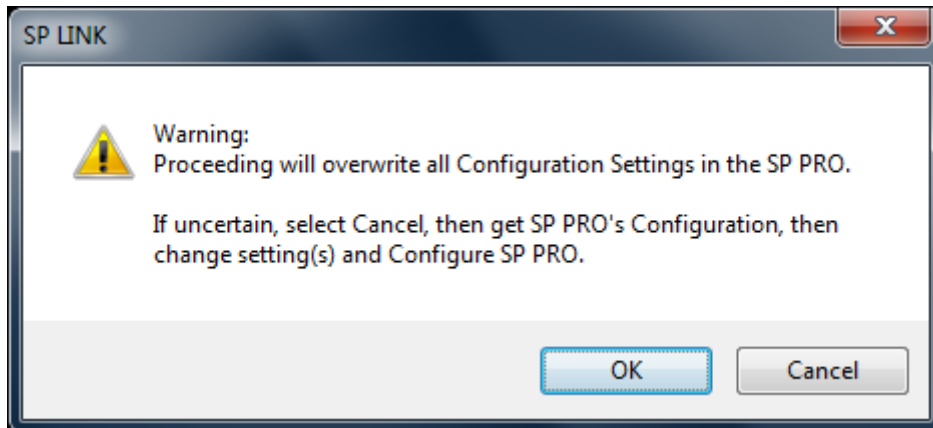 SP LINK
Warning:
Proceeding will overwrite all Configuration Settings in the SP PRO.
If uncertain, select Cancel, then get SP PRO's Configuration, then
change setting(s) and Configure SP PRO.
OK
Cancel